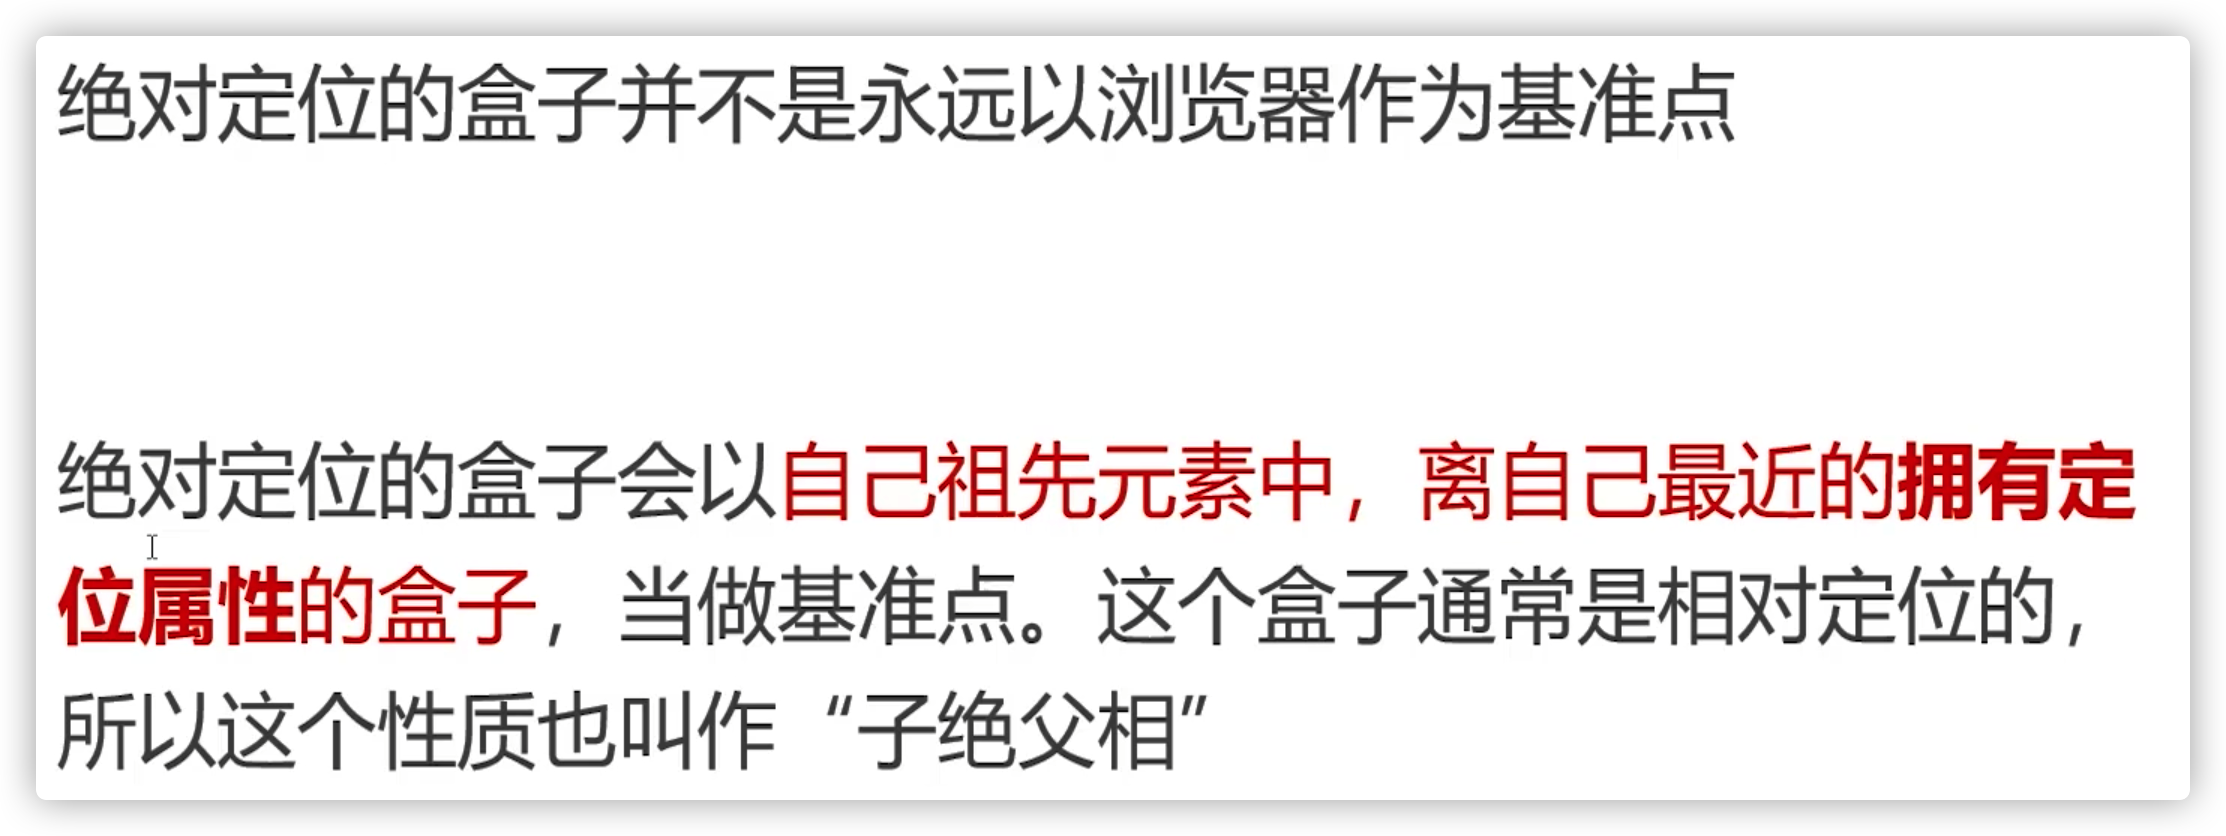 绝对定位的盒子并不是永远以浏览器作为基准点
绝对定位的盒子会以自己祖先元素中，离自己最近的拥有定
位属性的盒子，当做基准点。这个盒子通常是相对定位的，
所以这个性质也叫作“子绝父相”